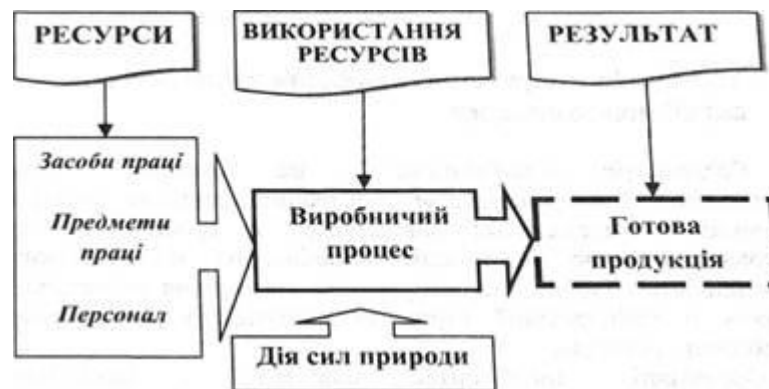 РЕСУРСИ
ВИКОРИСТАННЯ
РЕСУРСІВ
РЕЗУЛЬТАТ
Засоби праці
Предмети
праці
Персонал
Виробничий
процес
Готова
продукція
Дія сил природи